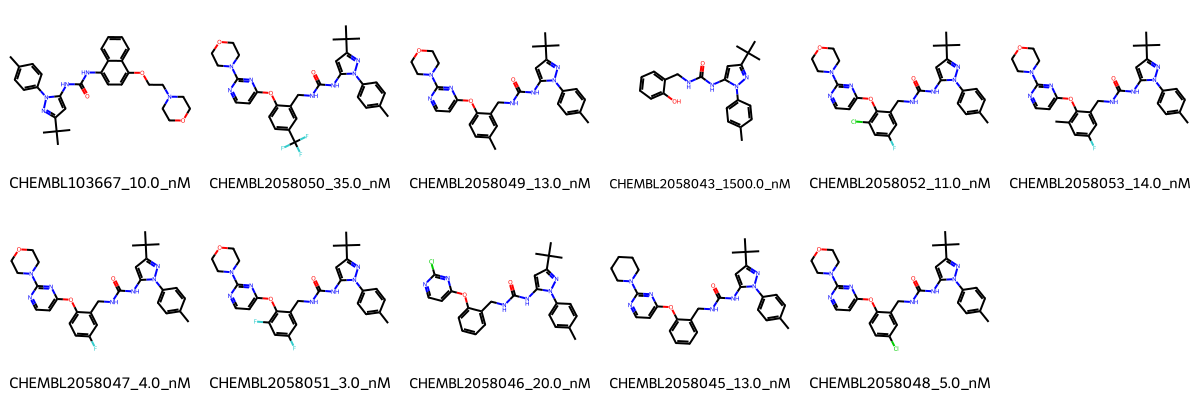 CHEMBL103667_10.0_nM
CHEMBL2058050_35.0_nM
CHEMBL2058049_13.0_nM
CHEMBL2058043_1500.0_nM
CHEMBL2058052_11.0_nM
CHEMBL2058053_14.0_nM
CHEMBL2058047_4.0_nM
CHEMBL2058051_3.0_nM
CHEMBL2058046_20.0_nM
CHEMBL2058045_13.0_nM
CHEMBL2058048_5.0_nM